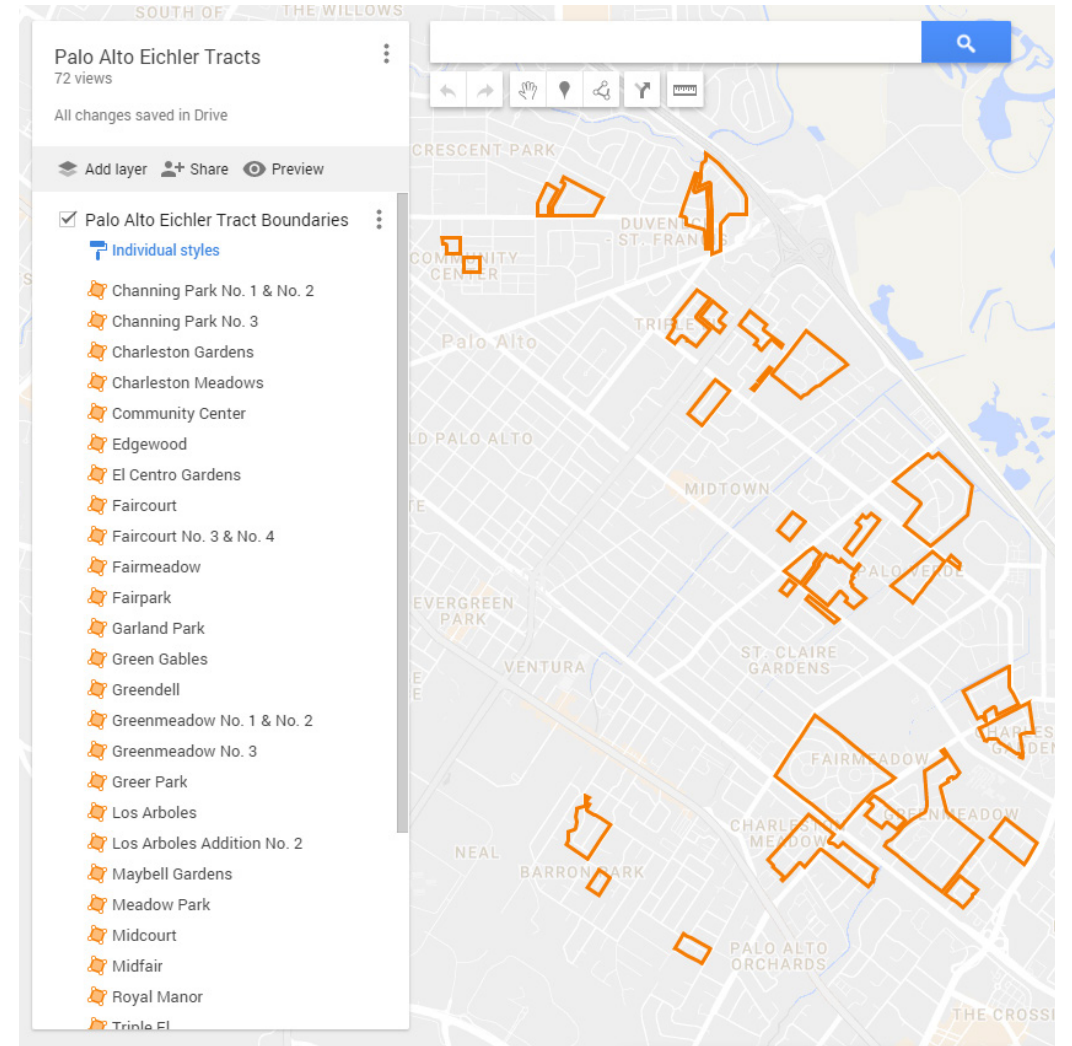 SOUTH OF
THE WILLOWS
Palo Alto Eichler Tracts
72 views
All changes saved in Drive
Add layer Share Preview
Palo Alto Eichler Tract Boundaries
Individual styles
Channing Park No. 1 & No. 2
Channing Park No. 3
Charleston Gardens
Charleston Meadows
Community Center
Edgewood
El Centro Gardens
Faircourt
Faircourt No. 3 & No. 4
Fairmeadow
Fairpark
Garland Park
Green Gables
Greendell
Greenmeadow No. 1 & No. 2
Greenmeadow No. 3
Greer Park
Los Arboles
Los Arboles Addition No. 2
Maybell Gardens
Meadow Park
Midcourt
Midfair
Royal Manor
Triple El
CRESCENT PARK
COMMUNITY
CENTER
- ST. FRANCIS
Palo Alto
LD PALO ALTO
MIDTOWN
PALO VERDE
EVERGREEN
PARK
VENTURA
ST. CLAIRE
GARDENS
FAIRMEADOW
GREENMEADOW
CHARLESTON
MEADOWS
NEAL
BARRON PARK
PALO ALTO
ORCHARDS
THE CROSS